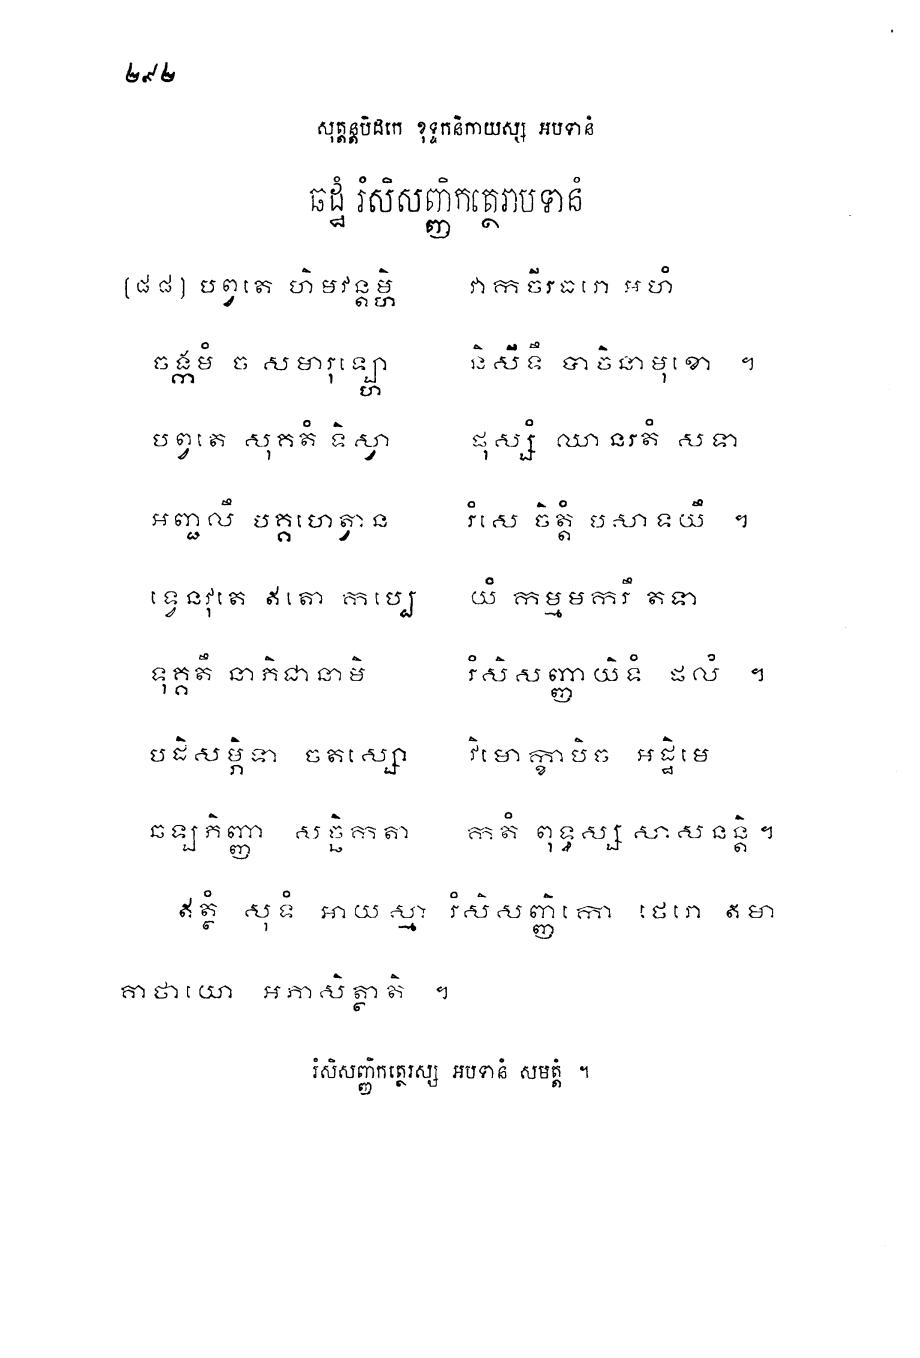 ២៩២
សុត្តន្តបិដកេ ខុទ្ទកនិកាយស្ស អបទានំ
ឆដ្ឋំ រំសិសញ្ញិកត្ថេរាបទានំ
(៨៨) បព្វតេ ហិមវន្តម្ហិ វាកចីរធរោ អហំ
ចង្កមំ ច សមារុឡ្ហោ និសីទឹ បាចិនាមុខោ ។
បព្វតេ សុគតំ ទិស្វា ផុស្សំ ឈានរតំ សទា
អញ្ជលឹ បគ្គហេត្វាន រំសេ ចិត្តំ បសាទយឹ ។
ទ្វេនវុតេ ឥតោ កប្បេ យំ កម្មមករឹ តទា
ទុគ្គតឹ នាភិជានាមិ រំសិសញ្ញាយិទំ ផលំ ។
បដិសម្ភិទា ចតស្សោ វិមោក្ខាបិច អដ្ឋិមេ
ឆឡ្បភិញ្ញា សច្ឆិកតា កតំ ពុទ្ធស្ស សាសនន្តិ ។
ឥត្ថំ សុទំ អាយស្មា រំសិសញ្ញិកោ ថេរោ ឥមា
គាថាយោ អភាសិត្ថាតិ ។
រំសិសញ្ញិកត្ថេរស្ស អបទានំ សមត្តំ ។